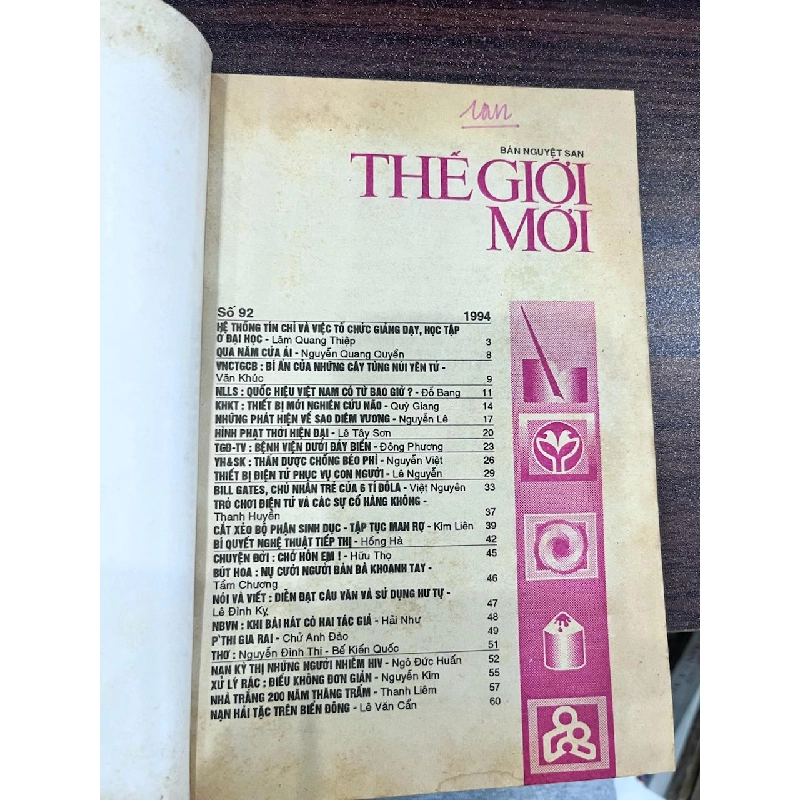 lan
BÁN NGUYỆT SAN
THẾ GIỚI
MỚI
Số 92 1994
HỆ THỐNG TÍN CHỈ VÀ VIỆC TỔ CHỨC GIẢNG DẠY, HỌC TẬP
Ở ĐẠI HỌC - Lâm Quang Thiệp 3
QUA NĂM CỬA ẢI - Nguyễn Quang Quyền 8
VNCTGCB : BÍ ẨN CỦA NHỮNG CÂY TÙNG NÚI YÊN TỬ -
Văn Khúc 9
NLLS : QUỐC HIỆU VIỆT NAM CÓ TỪ BAO GIỜ ? - Đỗ Bang 11
KHKT : THIẾT BỊ MỚI NGHIÊN CỨU NÃO - Quý Giang 14
NHỮNG PHÁT HIỆN VỀ SAO DIÊM VƯƠNG - Nguyễn Lê 17
HÌNH PHẠT THỜI HIỆN ĐẠI - Lê Tây Sơn 20
TGĐ-TV : BỆNH VIỆN DƯỚI ĐÁY BIỂN - Đông Phương 23
YH&SK : THẦN DƯỢC CHỐNG BÉO PHÌ - Nguyễn Việt 26
THIẾT BỊ ĐIỆN TỬ PHỤC VỤ CON NGƯỜI - Lê Nguyễn 29
BILL GATES, CHỦ NHÂN TRẺ CỦA 6 TỈ ĐÔLA - Việt Nguyên 33
TRÒ CHƠI ĐIỆN TỬ VÀ CÁC SỰ CỐ HÀNG KHÔNG -
Thanh Huyền 37
CẮT XẺO BỘ PHẬN SINH DỤC - TẬP TỤC MAN RỢ - Kim Liên 39
BÍ QUYẾT NGHỆ THUẬT TIẾP THỊ - Hồng Hà 42
CHUYỆN ĐỜI : CHỚ HÔN EM ! - Hữu Thọ 45
BÚT HOA : NỤ CƯỜI NGƯỜI ĐÀN BÀ KHOANH TAY -
Tầm Chương 46
NÓI VÀ VIẾT : DIỄN ĐẠT CÂU VĂN VÀ SỬ DỤNG HƯ TỰ -
Lê Đình Kỵ 47
NBVN : KHI BÀI HÁT CÓ HAI TÁC GIẢ - Hải Như 48
P'THI GIA RAI - Chử Anh Đào 49
THƠ : Nguyễn Đình Thi - Bế Kiến Quốc 51
NẠN KỲ THỊ NHỮNG NGƯỜI NHIỄM HIV - Ngô Đức Huấn 52
XỬ LÝ RÁC : ĐIỀU KHÔNG ĐƠN GIẢN - Nguyễn Kim 55
NHÀ TRẮNG 200 NĂM THĂNG TRẦM - Thanh Liêm 57
NẠN HẢI TẶC TRÊN BIỂN ĐÔNG - Lê Văn Cẩn 60